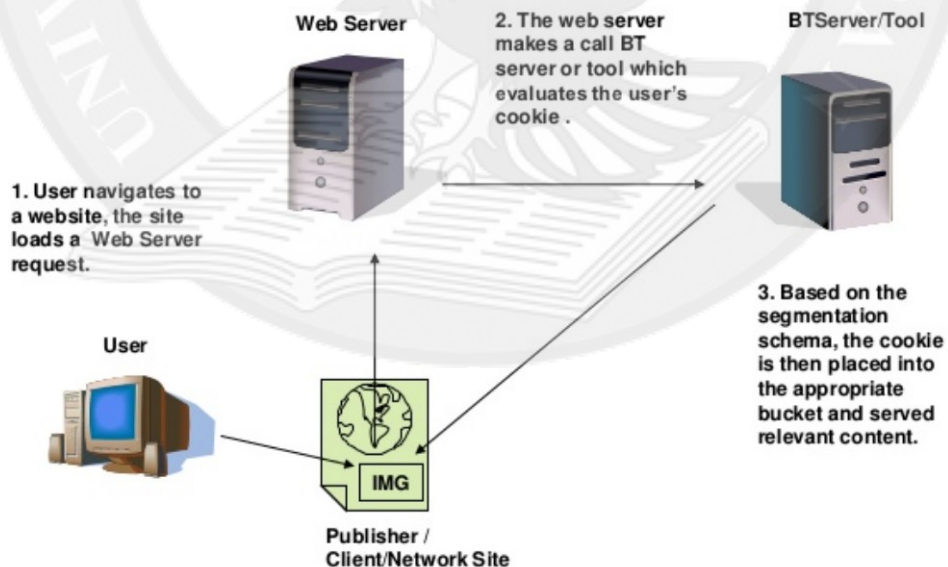 Web Server
2. The web server
makes a call BT
server or tool which
evaluates the user's
cookie .
BTServer/Tool
1. User navigates to
a website, the site
loads a Web Server
request.
3. Based on the
segmentation
schema, the cookie
is then placed into
the appropriate
bucket and served
relevant content.
User
IMG
Publisher /
Client/Network Site
UNI